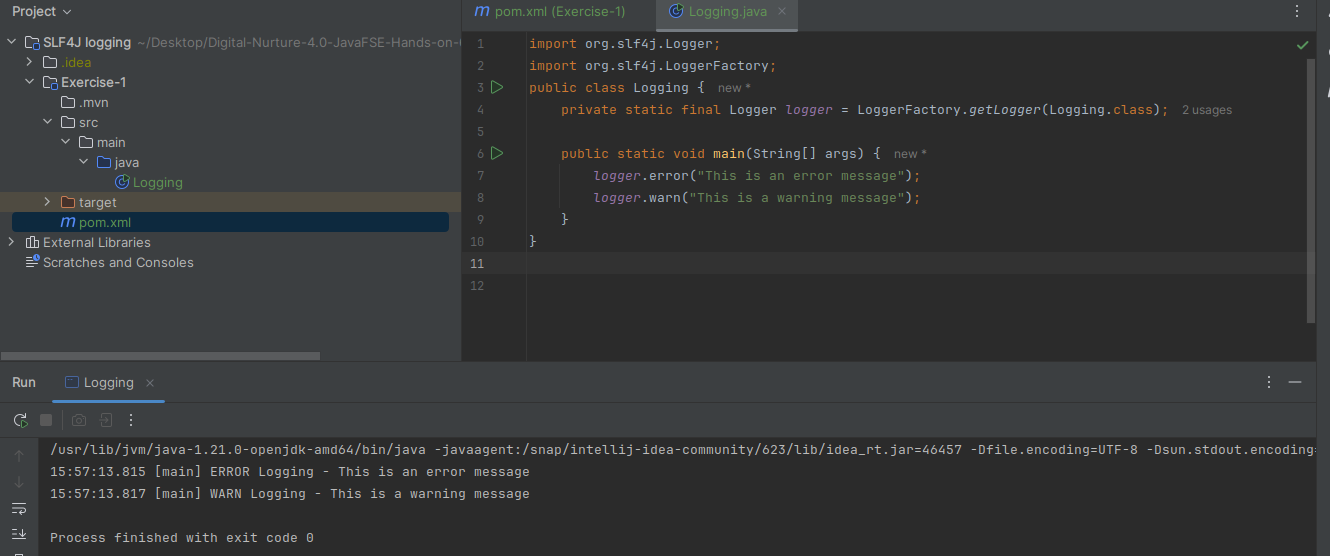 Project
SLF4J logging ~/Desktop/Digital-Nurture-4.0-JavaFSE-Hands-on-
.idea
Exercise-1
.mvn
src
main
java
Logging
target
pom.xml
External Libraries
Scratches and Consoles
pom.xml (Exercise-1)
Logging.java
1 import org.slf4j.Logger;
2 import org.slf4j.LoggerFactory;
3 public class Logging { new *
4 private static final Logger logger = LoggerFactory.getLogger(Logging.class); 2 usages
5
6 public static void main(String[] args) { new *
7 logger.error("This is an error message");
8 logger.warn("This is a warning message");
9 }
10 }
11
12
Run Logging
/usr/lib/jvm/java-1.21.0-openjdk-amd64/bin/java -javaagent:/snap/intellij-idea-community/623/lib/idea_rt.jar=46457 -Dfile.encoding=UTF-8 -Dsun.stdout.encoding=
15:57:13.815 [main] ERROR Logging - This is an error message
15:57:13.817 [main] WARN Logging - This is a warning message
Process finished with exit code 0